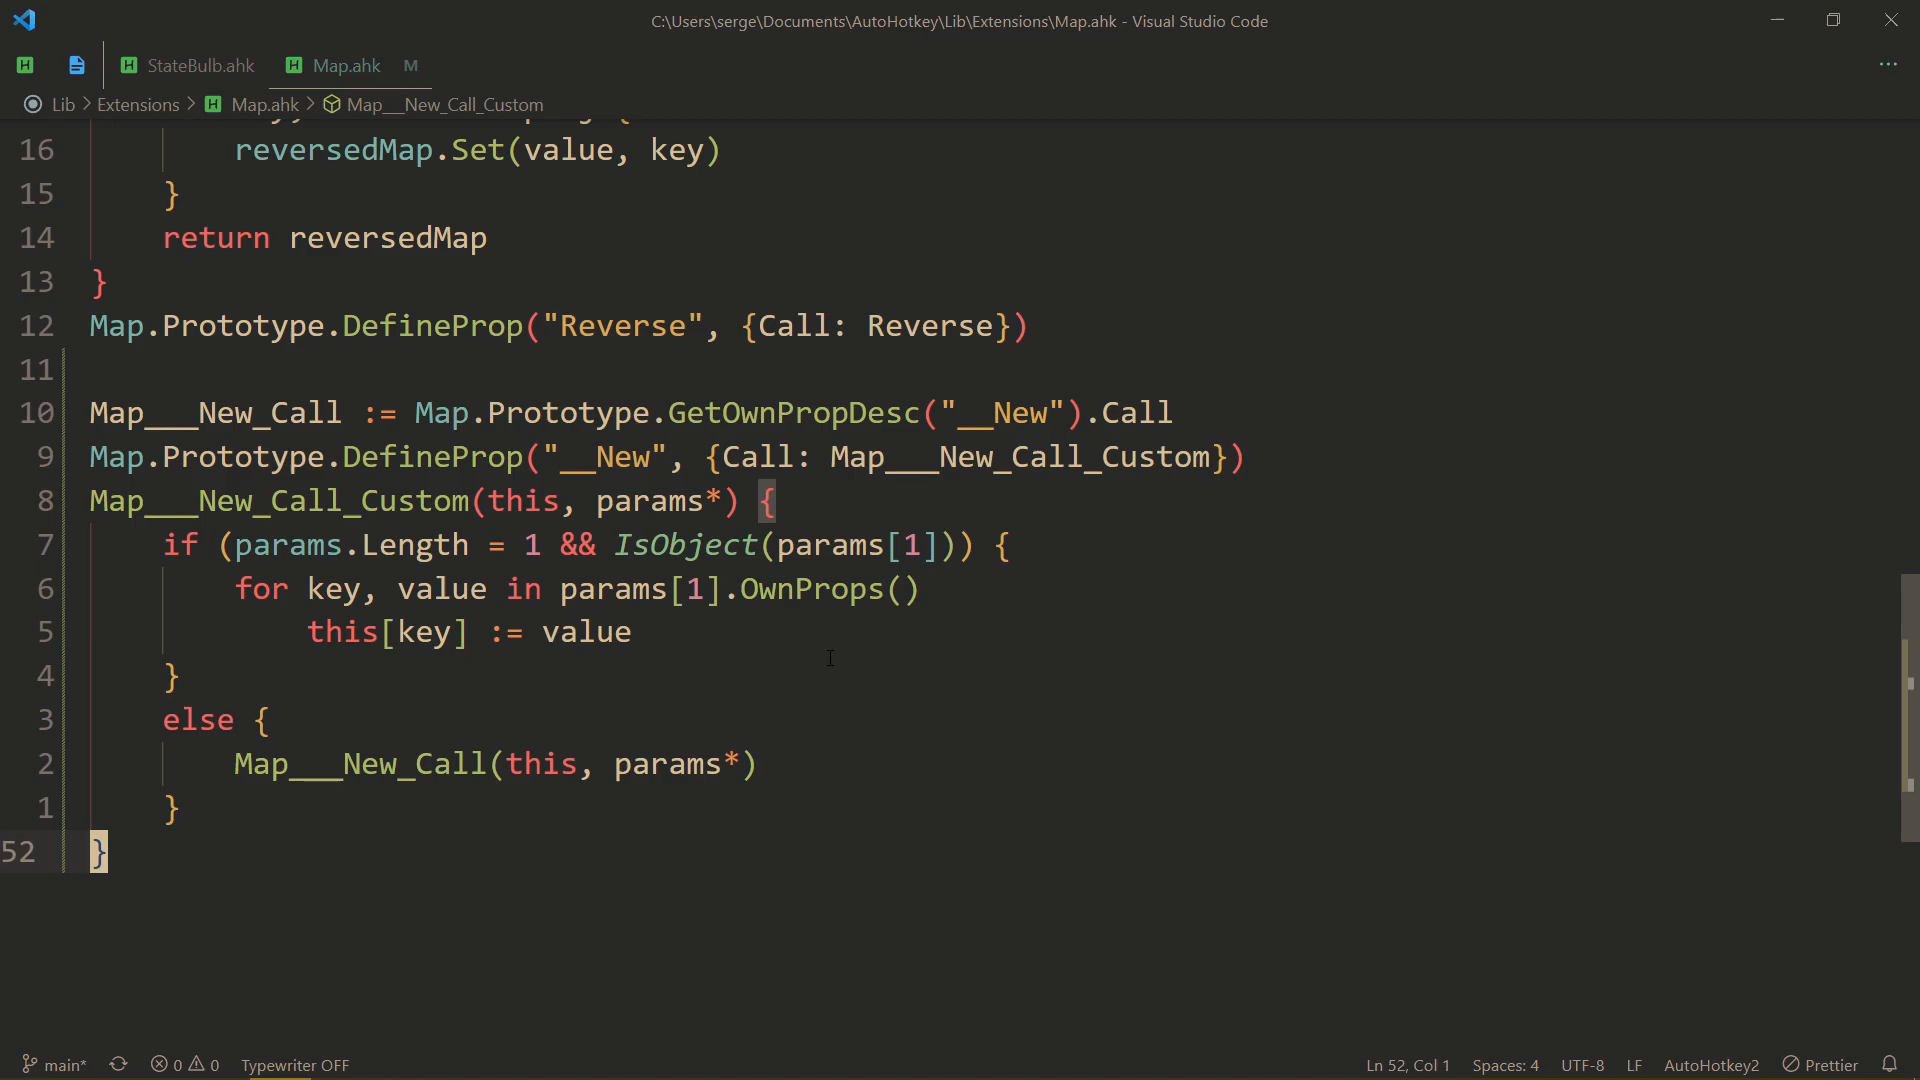 C:\Users\serge\Documents\AutoHotkey\Lib\Extensions\Map.ahk - Visual Studio Code
StateBulb.ahk Map.ahk M
Lib > Extensions > Map.ahk > Map___New_Call_Custom
16 reversedMap.Set(value, key)
15 }
14 return reversedMap
13 }
12 Map.Prototype.DefineProp("Reverse", {Call: Reverse})
11
10 Map___New_Call := Map.Prototype.GetOwnPropDesc("__New").Call
9 Map.Prototype.DefineProp("__New", {Call: Map___New_Call_Custom})
8 Map___New_Call_Custom(this, params*) {
7 if (params.Length = 1 && IsObject(params[1])) {
6 for key, value in params[1].OwnProps()
5 this[key] := value
4 }
3 else {
2 Map___New_Call(this, params*)
1 }
52 }
main* 0 0 Typewriter OFF Ln 52, Col 1 Spaces: 4 UTF-8 LF AutoHotkey2 Prettier